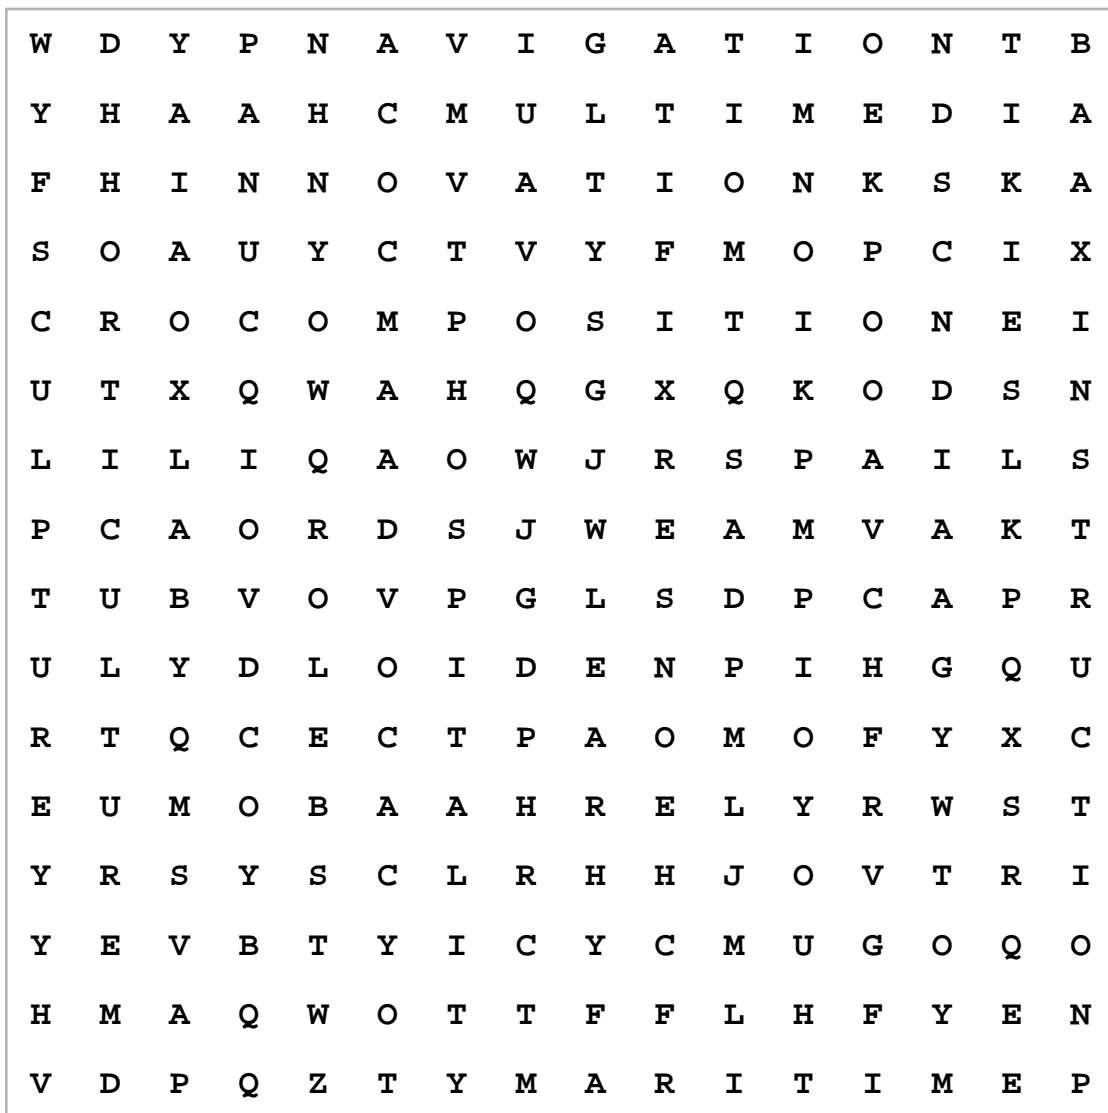 W D Y P N A V I G A T I O N T B
Y H A A H C M U L T I M E D I A
F H I N N O V A T I O N K S K A
S O A U Y C T V Y F M O P C I X
C R O C O M P O S I T I O N E I
U T X Q W A H Q G X Q K O D S N
L I L I Q A O W J R S P A I L S
P C A O R D S J W E A M V A K T
T U B V O V P G L S D P C A P R
U L Y D L O I D E N P I H G Q U
R T Q C E C T P A O M O F Y X C
E U M O B A A H R E L Y R W S T
Y R S Y S C L R H H J O V T R I
Y E V B T Y I C Y C M U G O Q O
H M A Q W O T T F F L H F Y E N
V D P Q Z T Y M A R I T I M E P